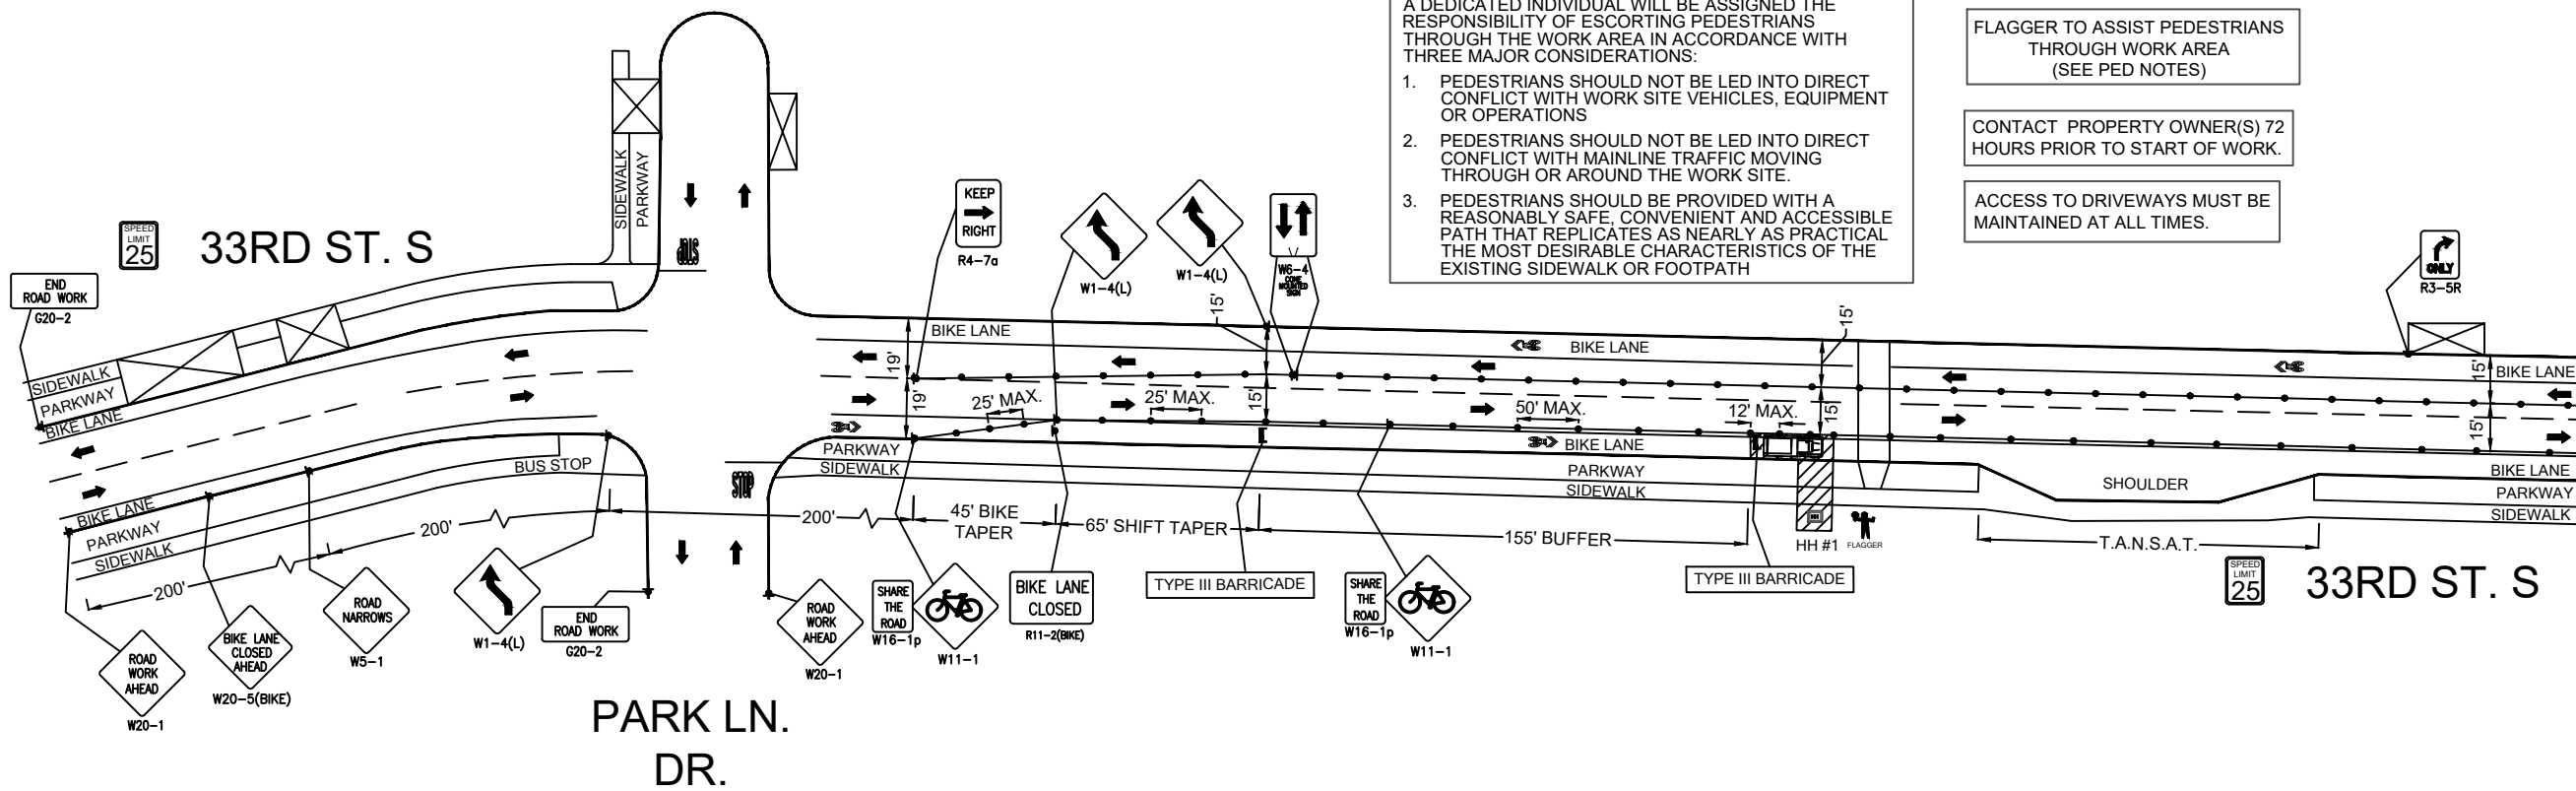 A DEDICATED INDIVIDUAL WILL BE ASSIGNED THE
RESPONSIBILITY OF ESCORTING PEDESTRIANS
THROUGH THE WORK AREA IN ACCORDANCE WITH
THREE MAJOR CONSIDERATIONS:
1. PEDESTRIANS SHOULD NOT BE LED INTO DIRECT
CONFLICT WITH WORK SITE VEHICLES, EQUIPMENT
OR OPERATIONS
2. PEDESTRIANS SHOULD NOT BE LED INTO DIRECT
CONFLICT WITH MAINLINE TRAFFIC MOVING
THROUGH OR AROUND THE WORK SITE.
3. PEDESTRIANS SHOULD BE PROVIDED WITH A
REASONABLY SAFE, CONVENIENT AND ACCESSIBLE
PATH THAT REPLICATES AS NEARLY AS PRACTICAL
THE MOST DESIRABLE CHARACTERISTICS OF THE
EXISTING SIDEWALK OR FOOTPATH
FLAGGER TO ASSIST PEDESTRIANS
THROUGH WORK AREA
(SEE PED NOTES)
CONTACT PROPERTY OWNER(S) 72
HOURS PRIOR TO START OF WORK.
ACCESS TO DRIVEWAYS MUST BE
MAINTAINED AT ALL TIMES.
SPEED
LIMIT
25
33RD ST. S
END
ROAD WORK
G20-2
SIDEWALK
PARKWAY
STOP
KEEP
RIGHT
R4-7a
W1-4(L)
W1-4(L)
W6-4
CONE
MOUNTED
SIGN
ONLY
R3-5R
SIDEWALK
PARKWAY
BIKE LANE
19'
19'
BIKE LANE
15'
15'
BIKE LANE
15'
15'
15'
15'
BIKE LANE
25' MAX.
25' MAX.
50' MAX.
12' MAX.
BIKE LANE
PARKWAY
SIDEWALK
BUS STOP
STOP
PARKWAY
SIDEWALK
BIKE LANE
PARKWAY
SIDEWALK
SHOULDER
BIKE LANE
PARKWAY
SIDEWALK
200'
200'
200'
45' BIKE
TAPER
65' SHIFT TAPER
155' BUFFER
HH
HH #1
FLAGGER
T.A.N.S.A.T.
ROAD
WORK
AHEAD
W20-1
BIKE LANE
CLOSED
AHEAD
W20-5(BIKE)
ROAD
NARROWS
W5-1
W1-4(L)
END
ROAD WORK
G20-2
ROAD
WORK
AHEAD
W20-1
SHARE
THE
ROAD
W16-1p
W11-1
BIKE LANE
CLOSED
R11-2(BIKE)
TYPE III BARRICADE
SHARE
THE
ROAD
W16-1p
W11-1
TYPE III BARRICADE
SPEED
LIMIT
25
33RD ST. S
PARK LN.
DR.